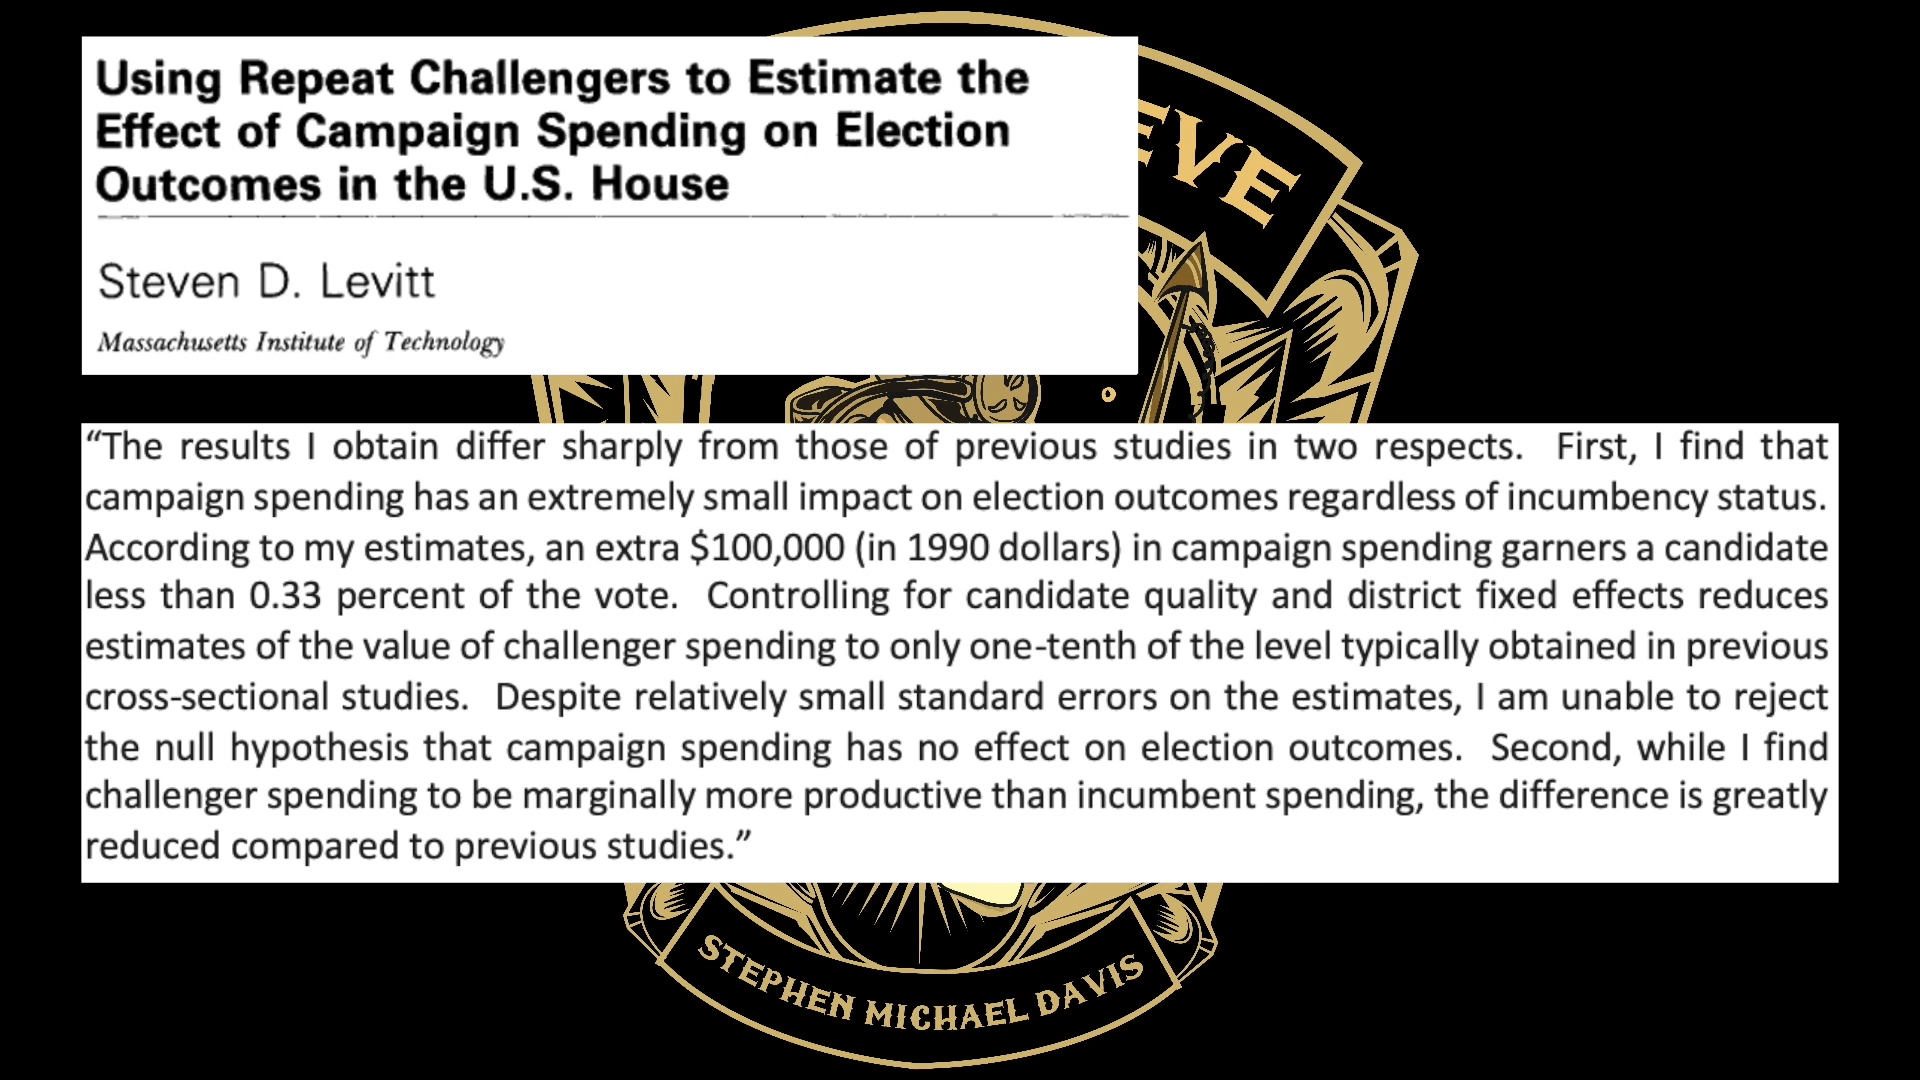 Using Repeat Challengers to Estimate the
Effect of Campaign Spending on Election
Outcomes in the U.S. House
EVE
Steven D. Levitt
Massachusetts Institute of Technology
“The results I obtain differ sharply from those of previous studies in two respects. First, I find that
campaign spending has an extremely small impact on election outcomes regardless of incumbency status.
According to my estimates, an extra $100,000 (in 1990 dollars) in campaign spending garners a candidate
less than 0.33 percent of the vote. Controlling for candidate quality and district fixed effects reduces
estimates of the value of challenger spending to only one-tenth of the level typically obtained in previous
cross-sectional studies. Despite relatively small standard errors on the estimates, I am unable to reject
the null hypothesis that campaign spending has no effect on election outcomes. Second, while I find
challenger spending to be marginally more productive than incumbent spending, the difference is greatly
reduced compared to previous studies.”
STEPHEN MICHAEL DAVIS